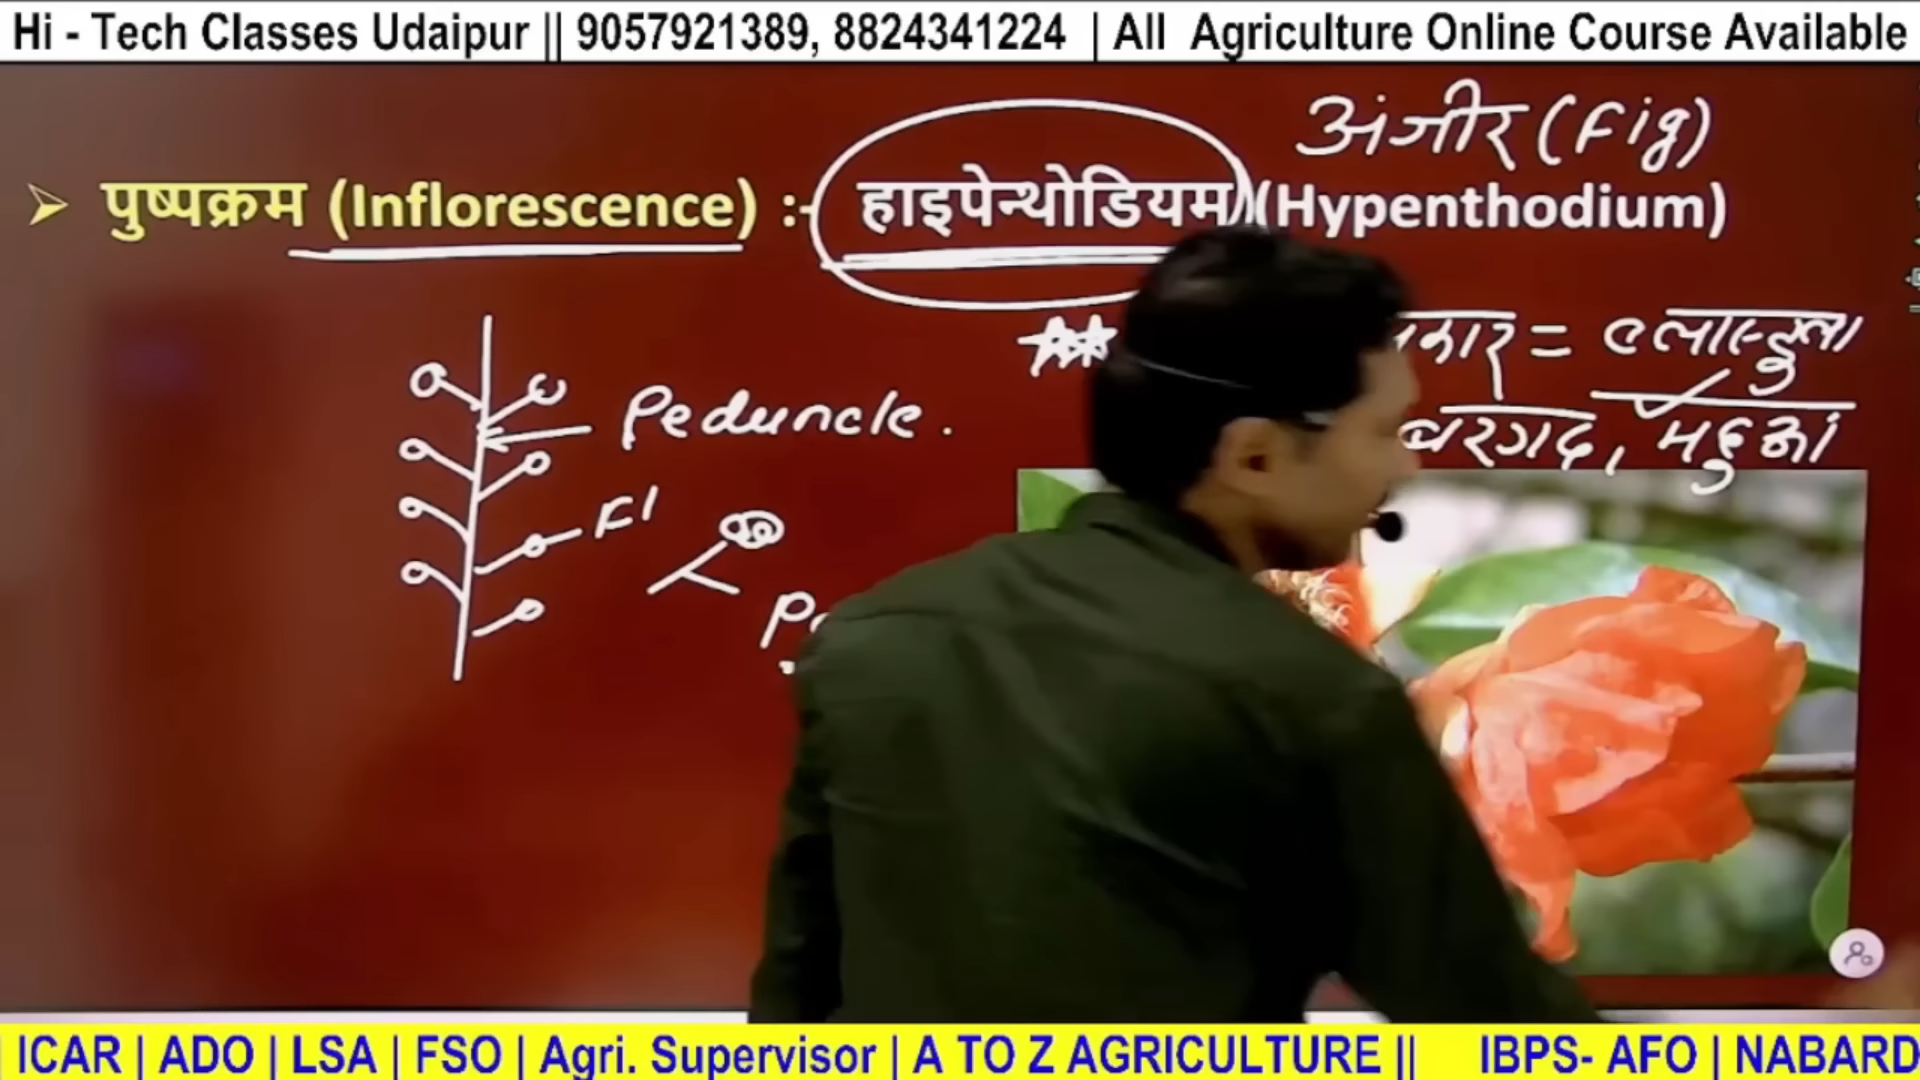 Hi - Tech Classes Udaipur || 9057921389, 8824341224 | All Agriculture Online Course Available
अंजीर (Fig)
➢ पुष्पक्रम (Inflorescence) :- हाइपेन्थोडियम (Hypenthodium)
Peduncle.
बरगद,
Fl
ICAR | ADO | LSA | FSO | Agri. Supervisor | A TO Z AGRICULTURE || IBPS- AFO | NABARD